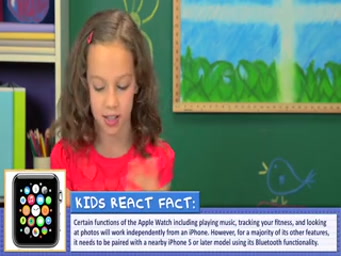 KIDS REACT FACT:
Certain functions of the Apple Watch including playing music, tracking your fitness, and looking
at photos will work independently from an iPhone. However, for a majority of its other features,
it needs to be paired with a nearby iPhone 5 or later model using its Bluetooth functionality.